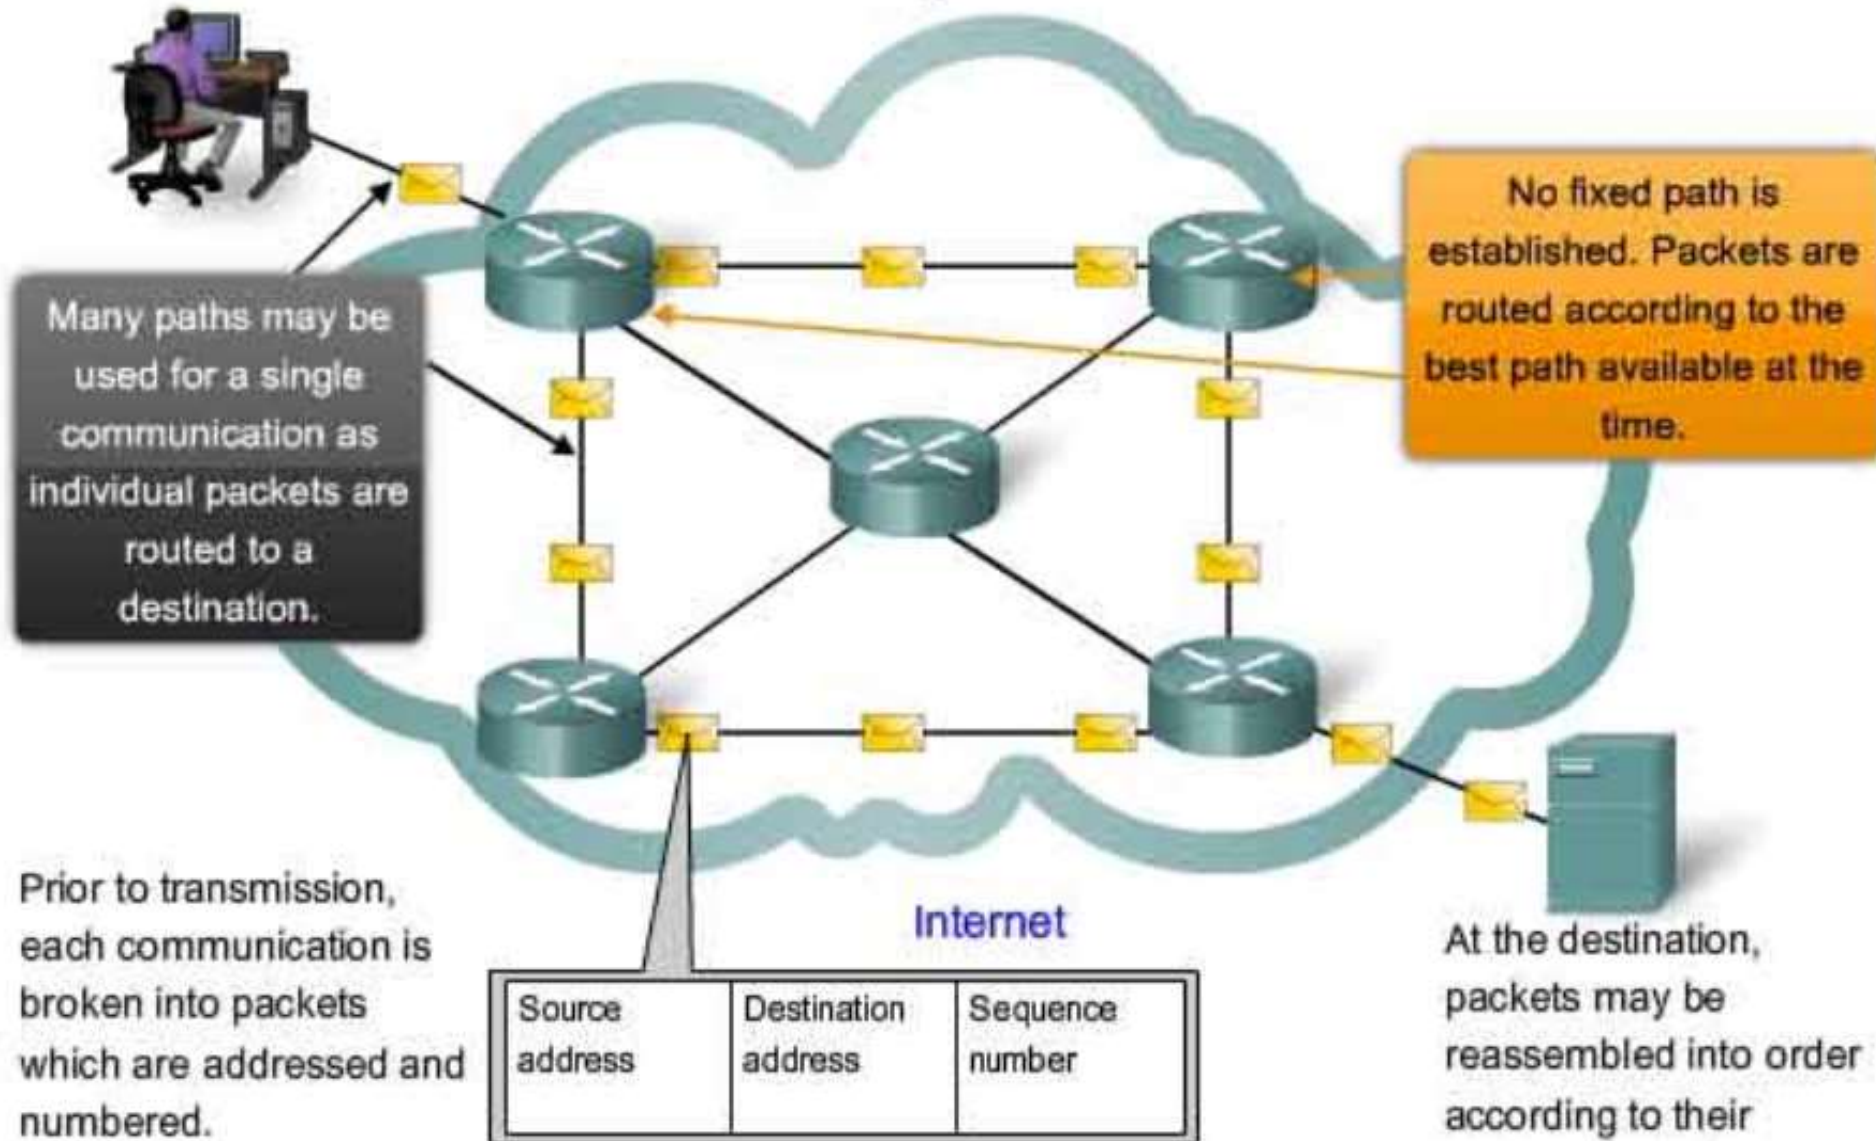 No fixed path is
established. Packets are
routed according to the
best path available at the
time.
Many paths may be
used for a single
communication as
individual packets are
routed to a
destination.
Prior to transmission,
each communication is
broken into packets
which are addressed and
numbered.
Internet
Source
address
Destination
address
Sequence
number
At the destination,
packets may be
reassembled into order
according to their